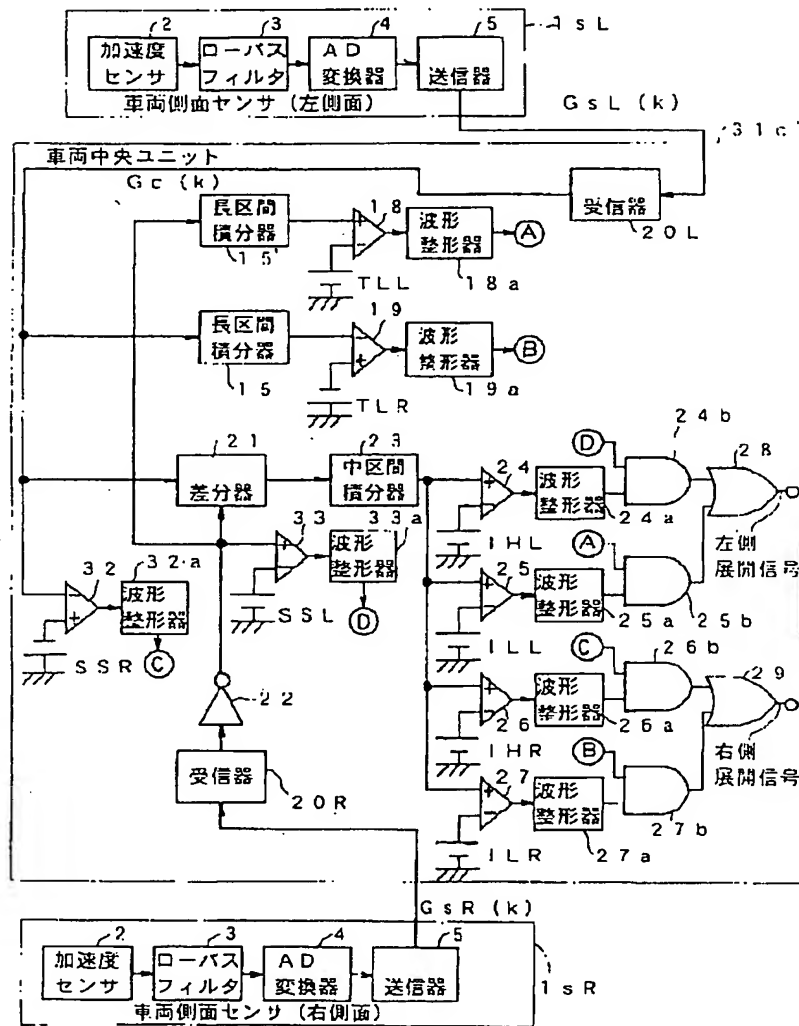 2
3
4
5
1sL
加速度
センサ
ローパス
フィルタ
AD
変換器
送信器
車両側面センサ(左側面)
GsL(k)
31c
車両中央ユニット
Gc(k)
受信器
20L
長区間
積分器
15'
18
波形
整形器
18a
A
TLL
長区間
積分器
15
19
波形
整形器
19a
B
TLR
21
差分器
23
中区間
積分器
24
波形
整形器
24a
D
24b
28
IHL
左側
展開信号
33
33a
波形
整形器
D
SSL
32
32a
波形
整形器
C
SSR
25
波形
整形器
25a
A
25b
ILL
26
波形
整形器
26a
C
26b
29
IHR
右側
展開信号
22
受信器
20R
27
波形
整形器
27a
B
27b
ILR
GsR(k)
2
3
4
5
加速度
センサ
ローパス
フィルタ
AD
変換器
送信器
1sR
車両側面センサ(右側面)